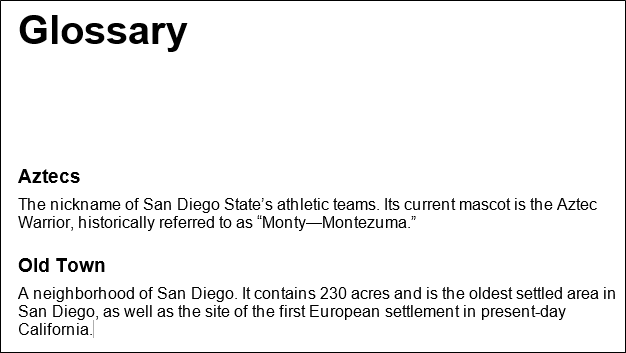 Glossary
Aztecs
The nickname of San Diego State’s athletic teams. Its current mascot is the Aztec
Warrior, historically referred to as “Monty—Montezuma.”
Old Town
A neighborhood of San Diego. It contains 230 acres and is the oldest settled area in
San Diego, as well as the site of the first European settlement in present-day
California.